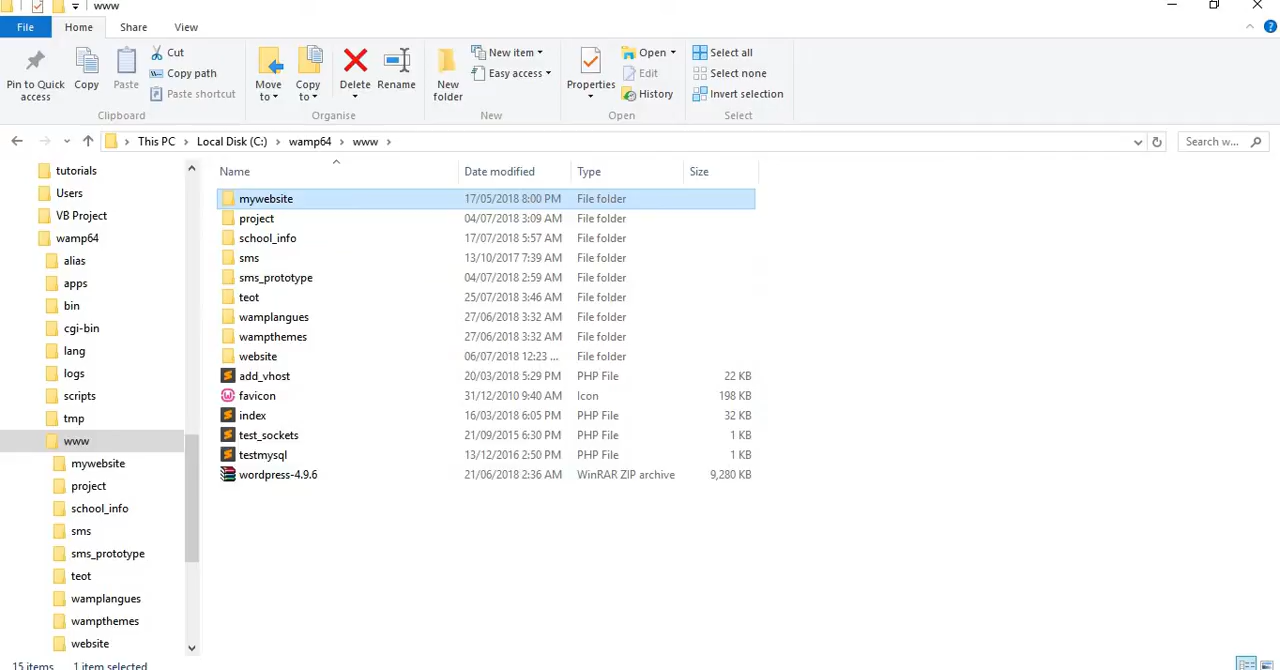 www
File Home Share View
Pin to Quick access
Copy
Paste
Cut
Copy path
Paste shortcut
Clipboard
Move to
Copy to
Delete
Rename
Organise
New folder
New item
Easy access
New
Properties
Open
Edit
History
Open
Select all
Select none
Invert selection
Select
This PC Local Disk (C:) wamp64 www
Search w...
tutorials
Users
VB Project
wamp64
alias
apps
bin
cgi-bin
lang
logs
scripts
tmp
www
mywebsite
project
school_info
sms
sms_prototype
teot
wamplangues
wampthemes
website
Name Date modified Type Size
mywebsite 17/05/2018 8:00 PM File folder
project 04/07/2018 3:09 AM File folder
school_info 17/07/2018 5:57 AM File folder
sms 13/10/2017 7:39 AM File folder
sms_prototype 04/07/2018 2:59 AM File folder
teot 25/07/2018 3:46 AM File folder
wamplangues 27/06/2018 3:32 AM File folder
wampthemes 27/06/2018 3:32 AM File folder
website 06/07/2018 12:23 ... File folder
add_vhost 20/03/2018 5:29 PM PHP File 22 KB
favicon 31/12/2010 9:40 AM Icon 198 KB
index 16/03/2018 6:05 PM PHP File 32 KB
test_sockets 21/09/2015 6:30 PM PHP File 1 KB
testmysql 13/12/2016 2:50 PM PHP File 1 KB
wordpress-4.9.6 21/06/2018 2:36 AM WinRAR ZIP archive 9,280 KB
15 items 1 item selected